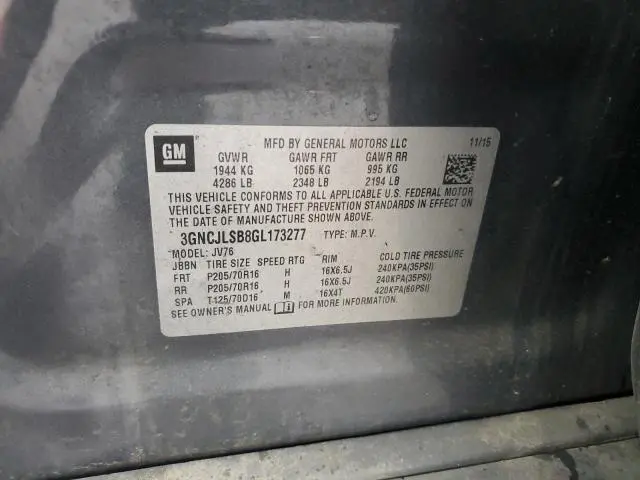 GM
MFD BY GENERAL MOTORS LLC 11/15
GVWR GAWR FRT GAWR RR
1944 KG 1065 KG 995 KG
4286 LB 2348 LB 2194 LB
THIS VEHICLE CONFORMS TO ALL APPLICABLE U.S. FEDERAL MOTOR
VEHICLE SAFETY AND THEFT PREVENTION STANDARDS IN EFFECT ON
THE DATE OF MANUFACTURE SHOWN ABOVE.
3GNCJLSB8GL173277 TYPE: M.P.V.
MODEL: JV76
JBBN TIRE SIZE SPEED RTG RIM COLD TIRE PRESSURE
FRT P205/70R16 H 16X6.5J 240KPA(35PSI)
RR P205/70R16 H 16X6.5J 240KPA(35PSI)
SPA T125/70D16 M 16X4T 420KPA(60PSI)
SEE OWNER'S MANUAL FOR MORE INFORMATION.